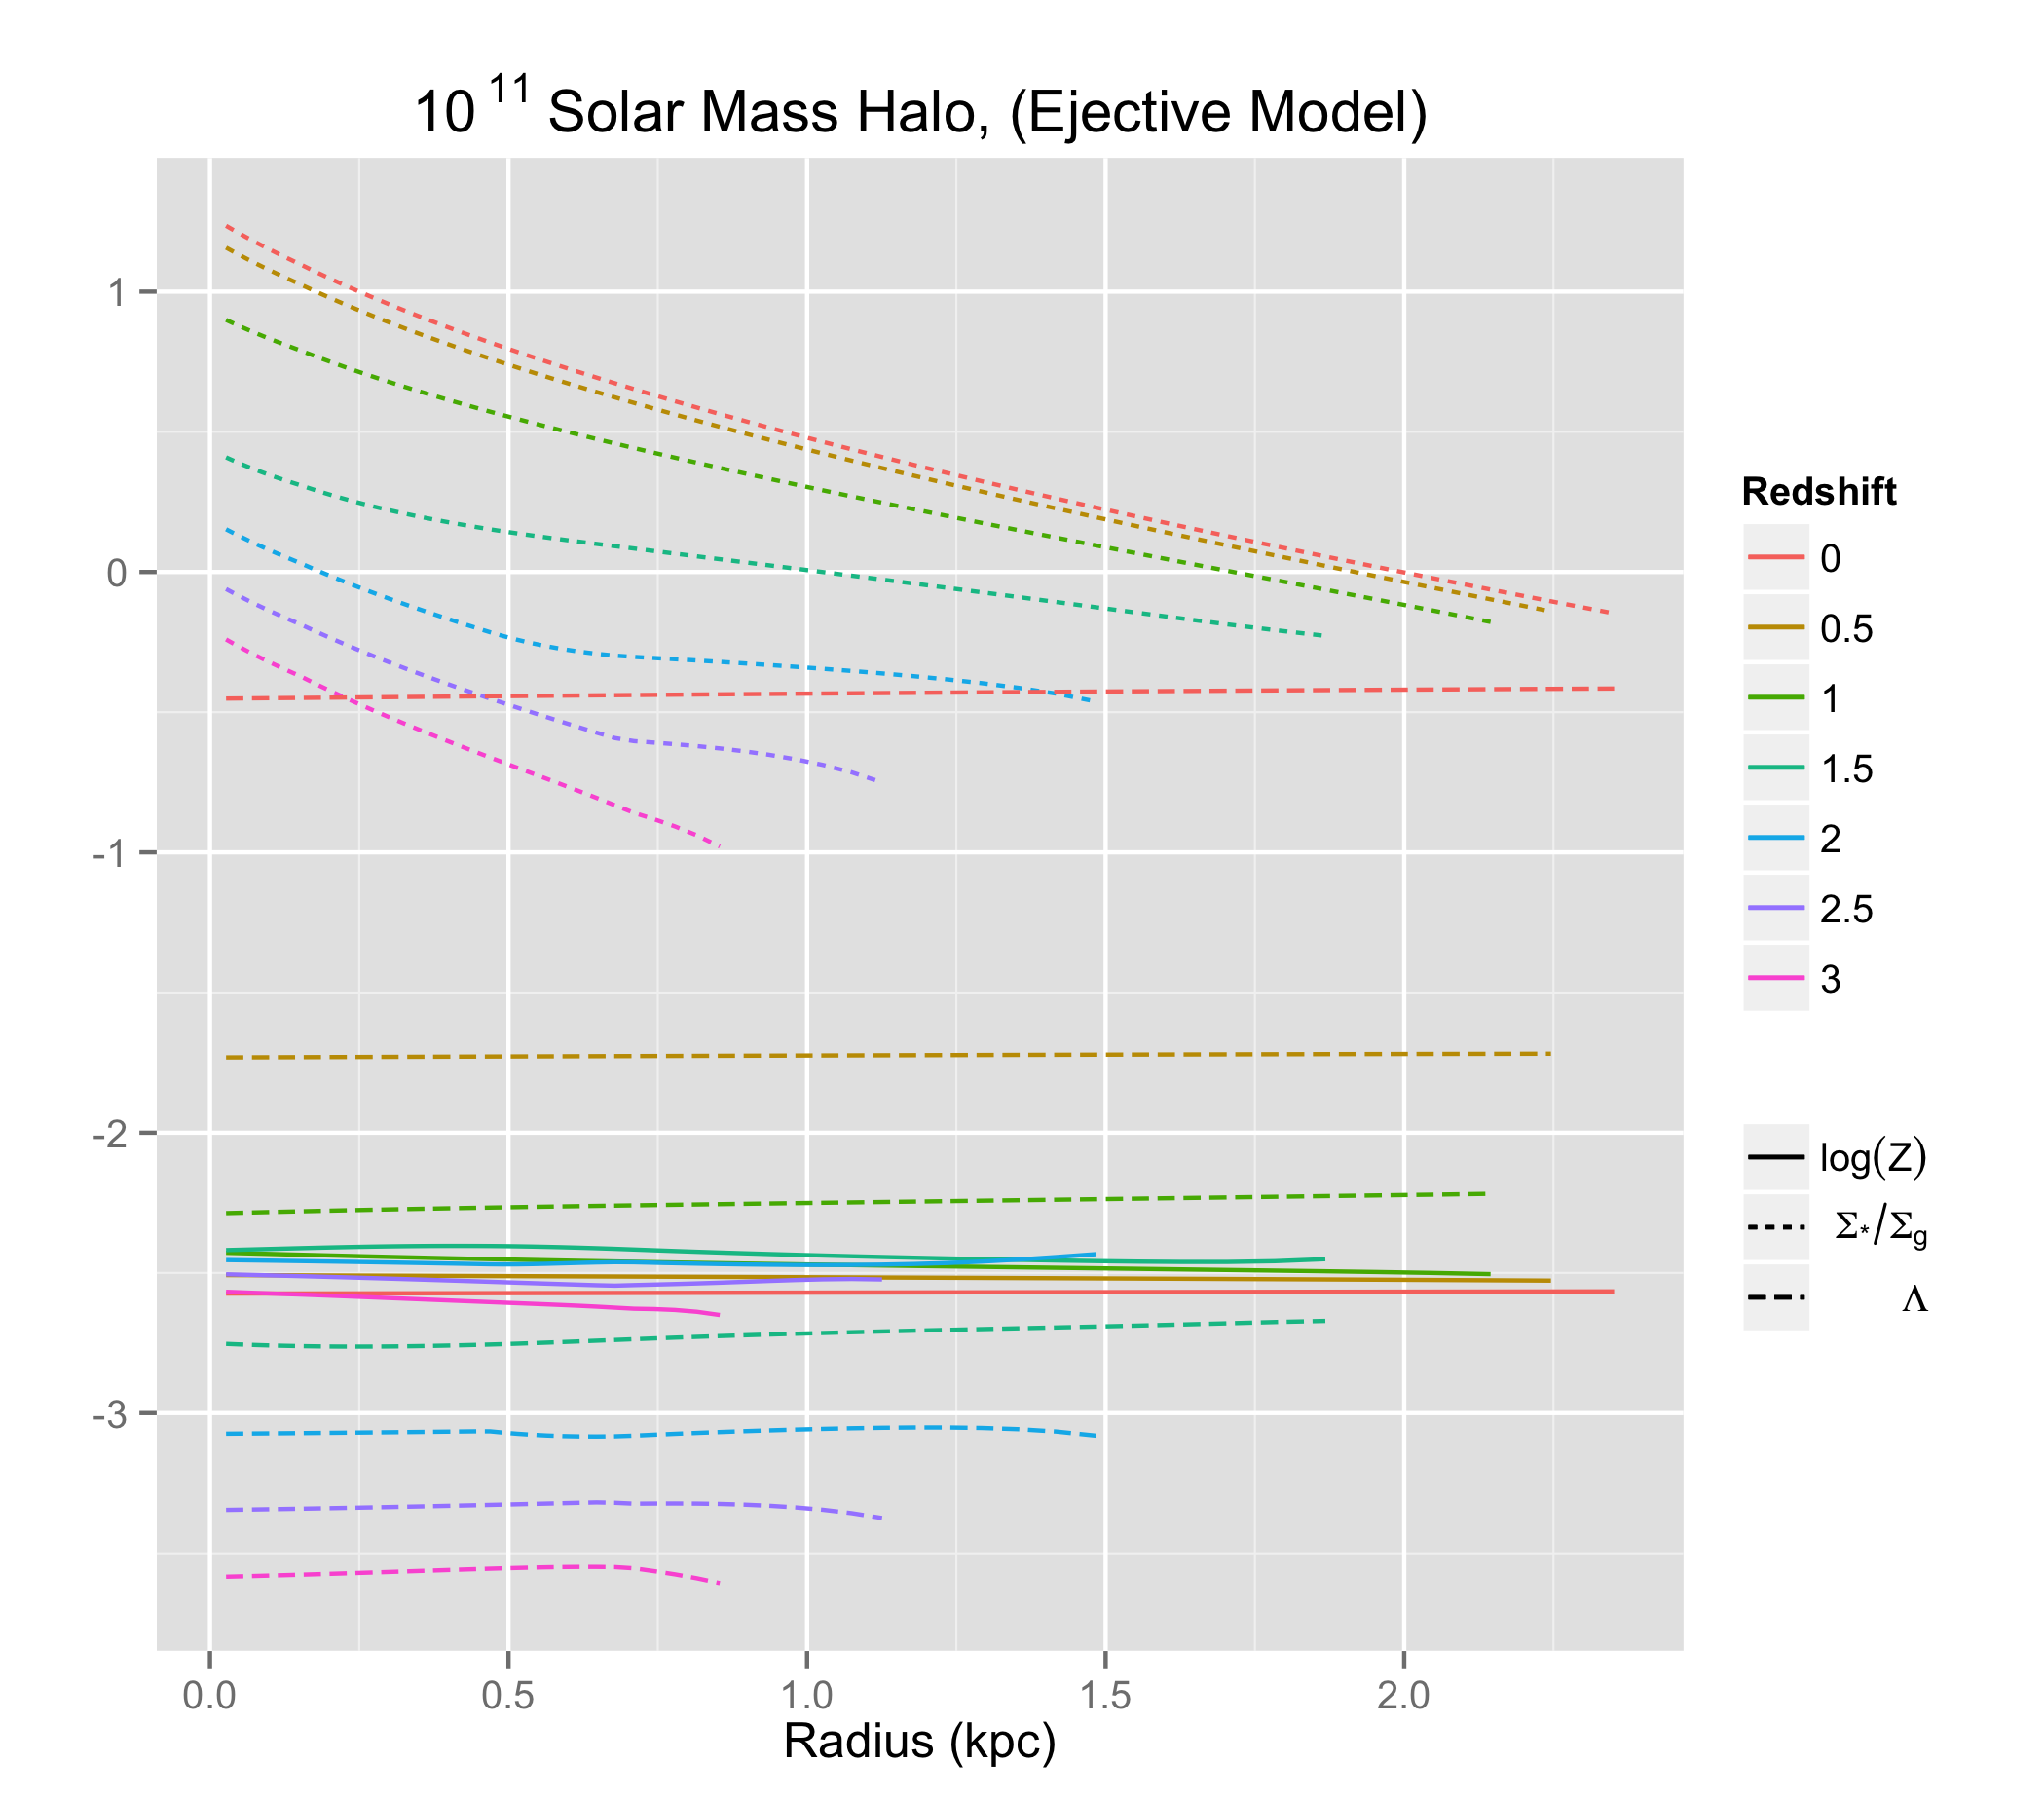 10 11 Solar Mass Halo, (Ejective Model)
1
0
-1
-2
-3
0.0 0.5 1.0 1.5 2.0
Radius (kpc)
Redshift
0
0.5
1
1.5
2
2.5
3
log(Z)
Σ*/Σg
Λ